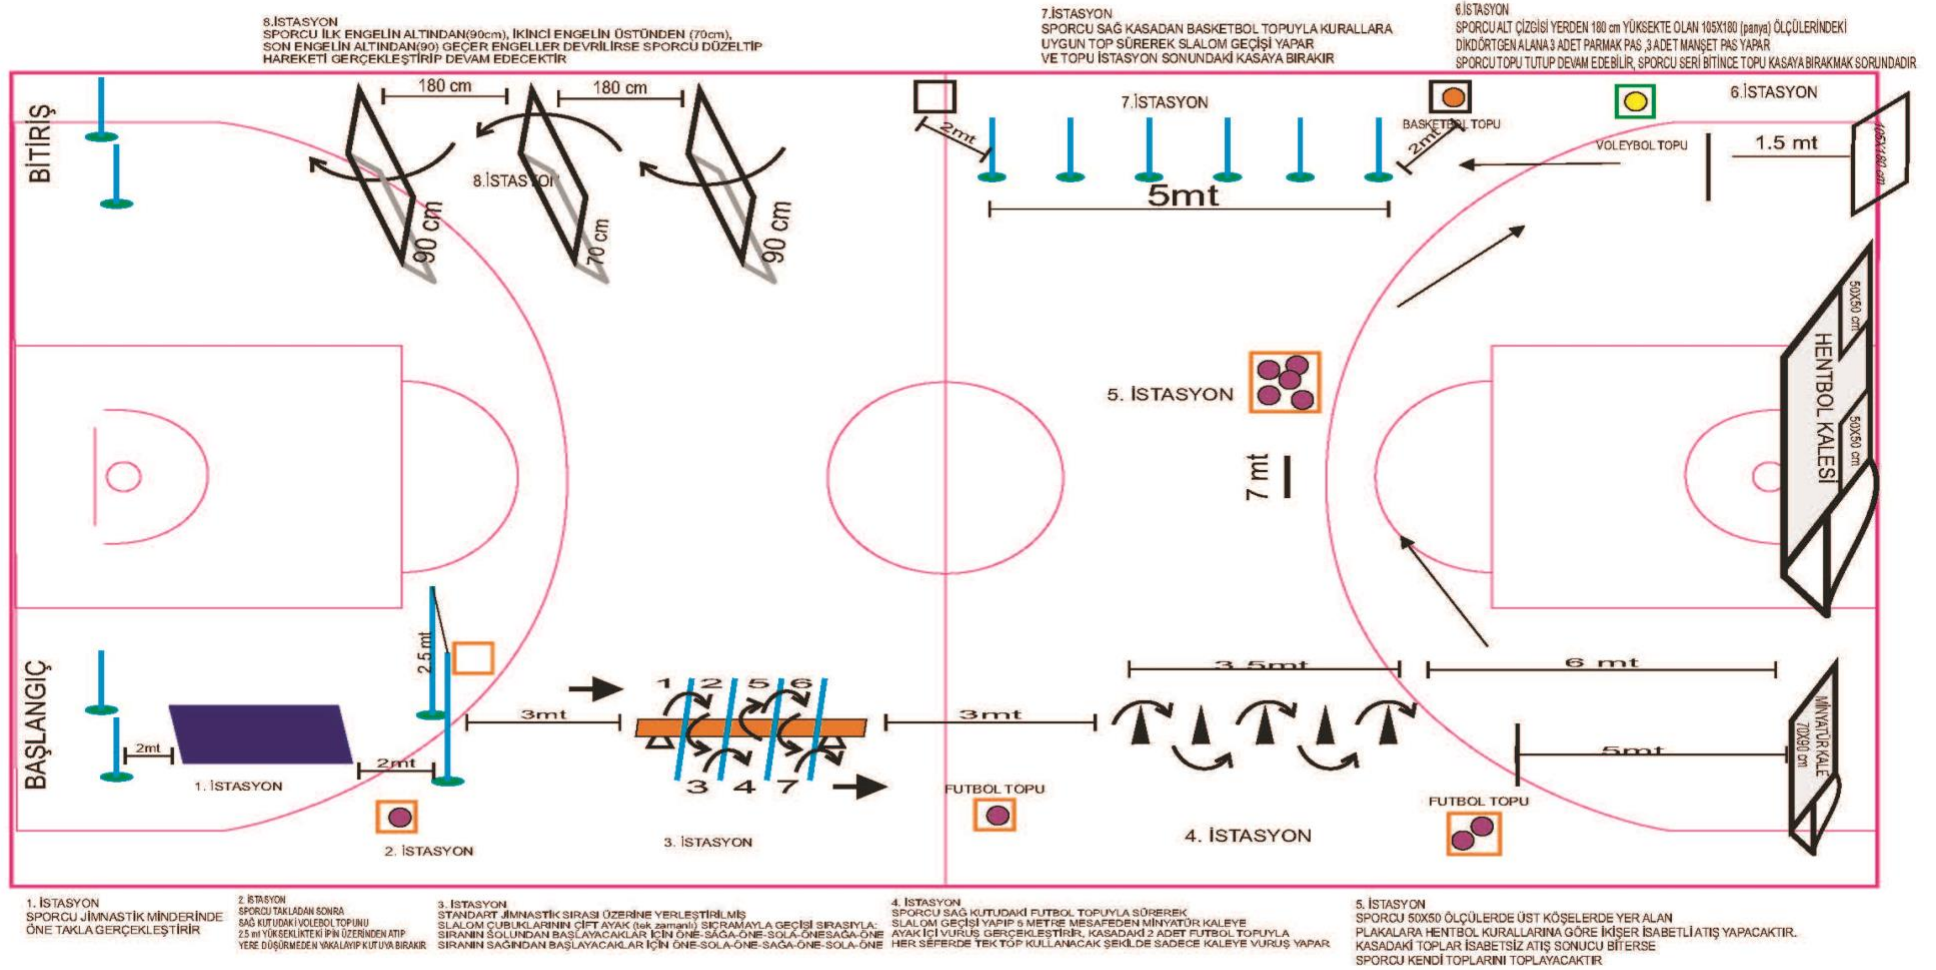 8.İSTASYON
SPORCU İLK ENGELİN ALTINDAN(90cm), İKİNCİ ENGELİN ÜSTÜNDEN (70cm),
SON ENGELİN ALTINDAN(90) GEÇER ENGELLER DEVRİLİRSE SPORCU DÜZELTİP
HAREKETİ GERÇEKLEŞTİRİP DEVAM EDECEKTİR
7.İSTASYON
SPORCU SAĞ KASADAN BASKETBOL TOPUYLA KURALLARA
UYGUN TOP SÜREREK SLALOM GEÇİŞİ YAPAR
VE TOPU İSTASYON SONUNDAKİ KASAYA BIRAKIR
6.İSTASYON
SPORCU ALT ÇİZGİSİ YERDEN 180 cm YÜKSEKTE OLAN 105X180 (panya) ÖLÇÜLERİNDEKİ
DİKDÖRTGEN ALANA 3 ADET PARMAK PAS ,3 ADET MANŞET PAS YAPAR
SPORCU TOPU TUTUP DEVAM EDEBİLİR, SPORCU SERİ BİTİNCE TOPU KASAYA BIRAKMAK SORUNDADIR
BİTİRİŞ
180 cm
180 cm
8.İSTASYON
90 cm
70 cm
90 cm
7.İSTASYON
2mt
2mt
BASKETBOL TOPU
5mt
6.İSTASYON
VOLEYBOL TOPU
1.5 mt
105X180 cm
5. İSTASYON
7 mt
HENTBOL KALESİ
50X50 cm
50X50 cm
BAŞLANGIÇ
2mt
1. İSTASYON
2mt
2.5 mt
2. İSTASYON
3mt
1 2 5 6
3 4 7
3. İSTASYON
3mt
FUTBOL TOPU
3.5mt
4. İSTASYON
6 mt
5mt
FUTBOL TOPU
MİNYATÜR KALE
70X90 cm
1. İSTASYON
SPORCU JİMNASTİK MİNDERİNDE
ÖNE TAKLA GERÇEKLEŞTİRİR
2. İSTASYON
SPORCU TAKLADAN SONRA
SAĞ KUTUDAKİ VOLEBOL TOPUNU
2.5 mt YÜKSEKLİKTEKİ İPİN ÜZERİNDEN ATIP
YERE DÜŞÜRMEDEN YAKALAYIP KUTUYA BIRAKIR
3. İSTASYON
STANDART JİMNASTİK SIRASI ÜZERİNE YERLEŞTİRİLMİŞ
SLALOM ÇUBUKLARININ ÇİFT AYAK (tek zamanlı) SIÇRAMAYLA GEÇİŞİ SIRASIYLA:
SIRANIN SOLUNDAN BAŞLAYACAKLAR İÇİN ÖNE-SAĞA-ÖNE-SOLA-ÖNESAĞA-ÖNE
SIRANIN SAĞINDAN BAŞLAYACAKLAR İÇİN ÖNE-SOLA-ÖNE-SAĞA-ÖNE-SOLA-ÖNE
4. İSTASYON
SPORCU SAĞ KUTUDAKİ FUTBOL TOPUYLA SÜREREK
SLALOM GEÇİŞİ YAPIP 5 METRE MESAFEDEN MİNYATÜR KALEYE
AYAK İÇİ VURUŞ GERÇEKLEŞTİRİR, KASADAKİ 2 ADET FUTBOL TOPUYLA
HER SEFERDE TEK TOP KULLANACAK ŞEKİLDE SADECE KALEYE VURUŞ YAPAR
5. İSTASYON
SPORCU 50X50 ÖLÇÜLERDE ÜST KÖŞELERDE YER ALAN
PLAKALARA HENTBOL KURALLARINA GÖRE İKİŞER İSABETLİ ATIŞ YAPACAKTIR.
KASADAKİ TOPLAR İSABETSİZ ATIŞ SONUCU BİTERSE
SPORCU KENDİ TOPLARINI TOPLAYACAKTIR